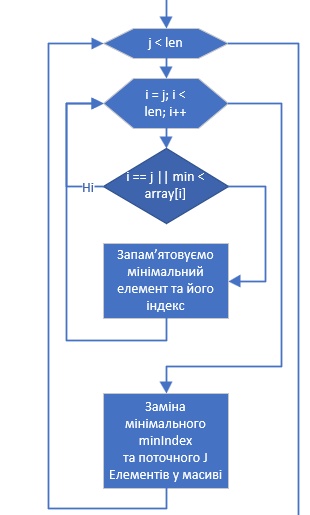 j < len
i = j; i <
len; i++
i == j || min <
array[i]
Ні
Запам’ятовуємо
мінімальний
елемент та його
індекс
Заміна
мінімального
minIndex
та поточного J
Елементів у масиві